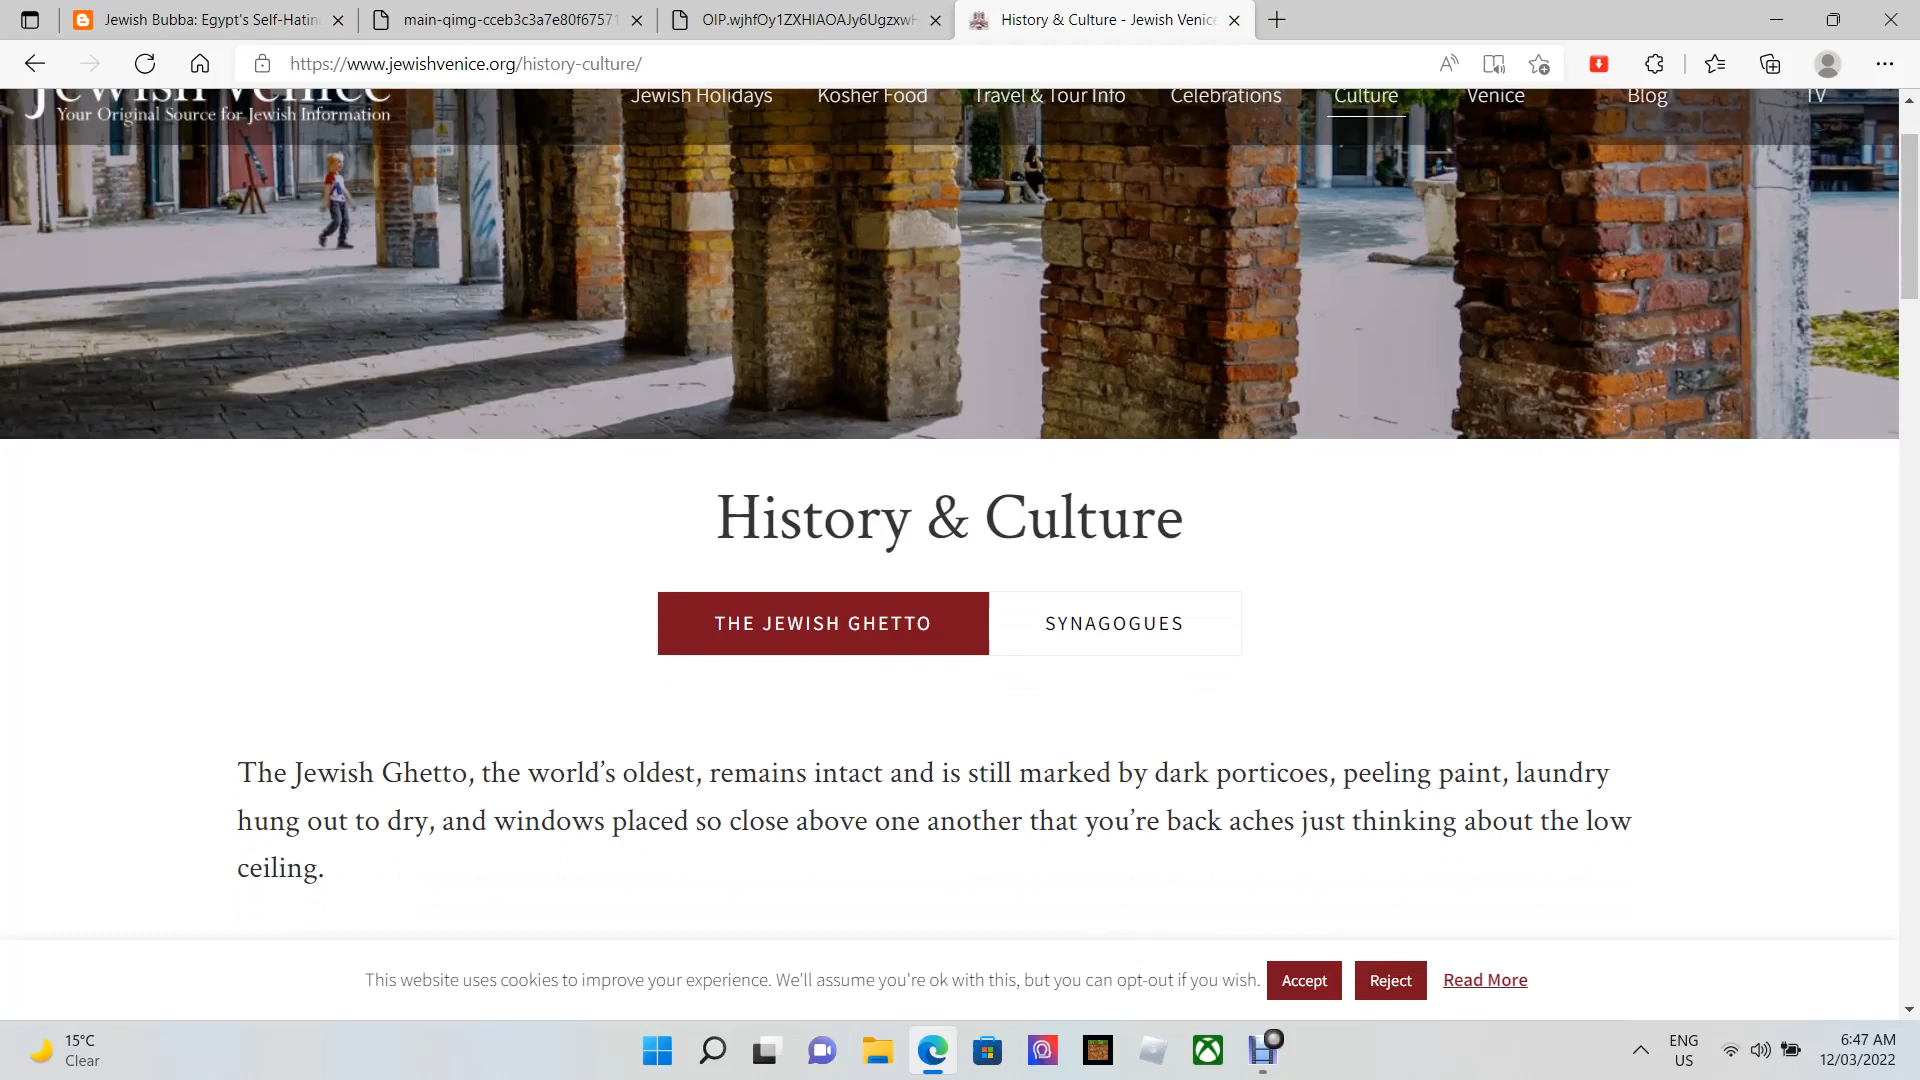 Jewish Bubba: Egypt's Self-Hatin
main-qimg-cceb3c3a7e80f67571
OIP.wjhfOy1ZXHIAOAJy6UgzxwH
History & Culture - Jewish Venice
https://www.jewishvenice.org/history-culture/
Jewish Venice
Your Original Source for Jewish Information
Jewish Holidays
Kosher Food
Travel & Tour Info
Celebrations
Culture
Venice
Blog
TV
History & Culture
THE JEWISH GHETTO
SYNAGOGUES
The Jewish Ghetto, the world’s oldest, remains intact and is still marked by dark porticoes, peeling paint, laundry
hung out to dry, and windows placed so close above one another that you’re back aches just thinking about the low
ceiling.
This website uses cookies to improve your experience. We'll assume you're ok with this, but you can opt-out if you wish. Accept Reject Read More
15°C
Clear
ENG
US
6:47 AM
12/03/2022